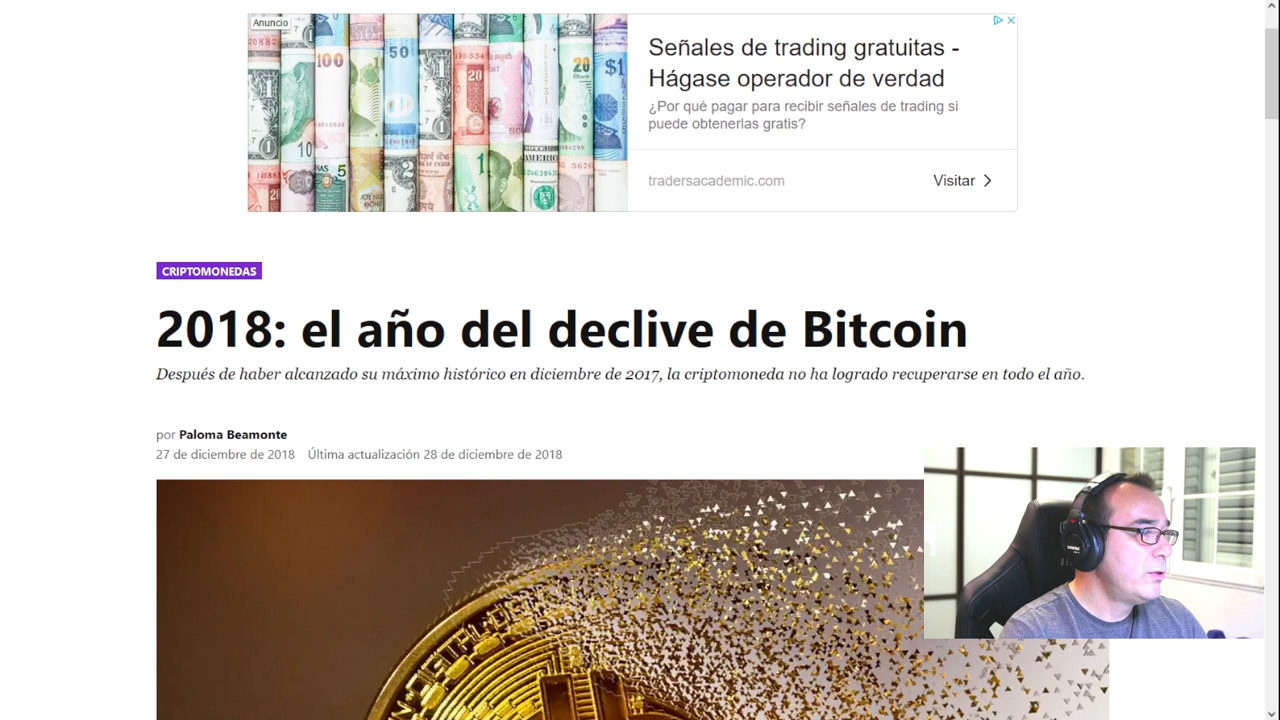 Anuncio
Señales de trading gratuitas -
Hágase operador de verdad
¿Por qué pagar para recibir señales de trading si
puede obtenerlas gratis?
tradersacademic.com
Visitar
CRIPTOMONEDAS
2018: el año del declive de Bitcoin
Después de haber alcanzado su máximo histórico en diciembre de 2017, la criptomoneda no ha logrado recuperarse en todo el año.
por Paloma Beamonte
27 de diciembre de 2018 Última actualización 28 de diciembre de 2018